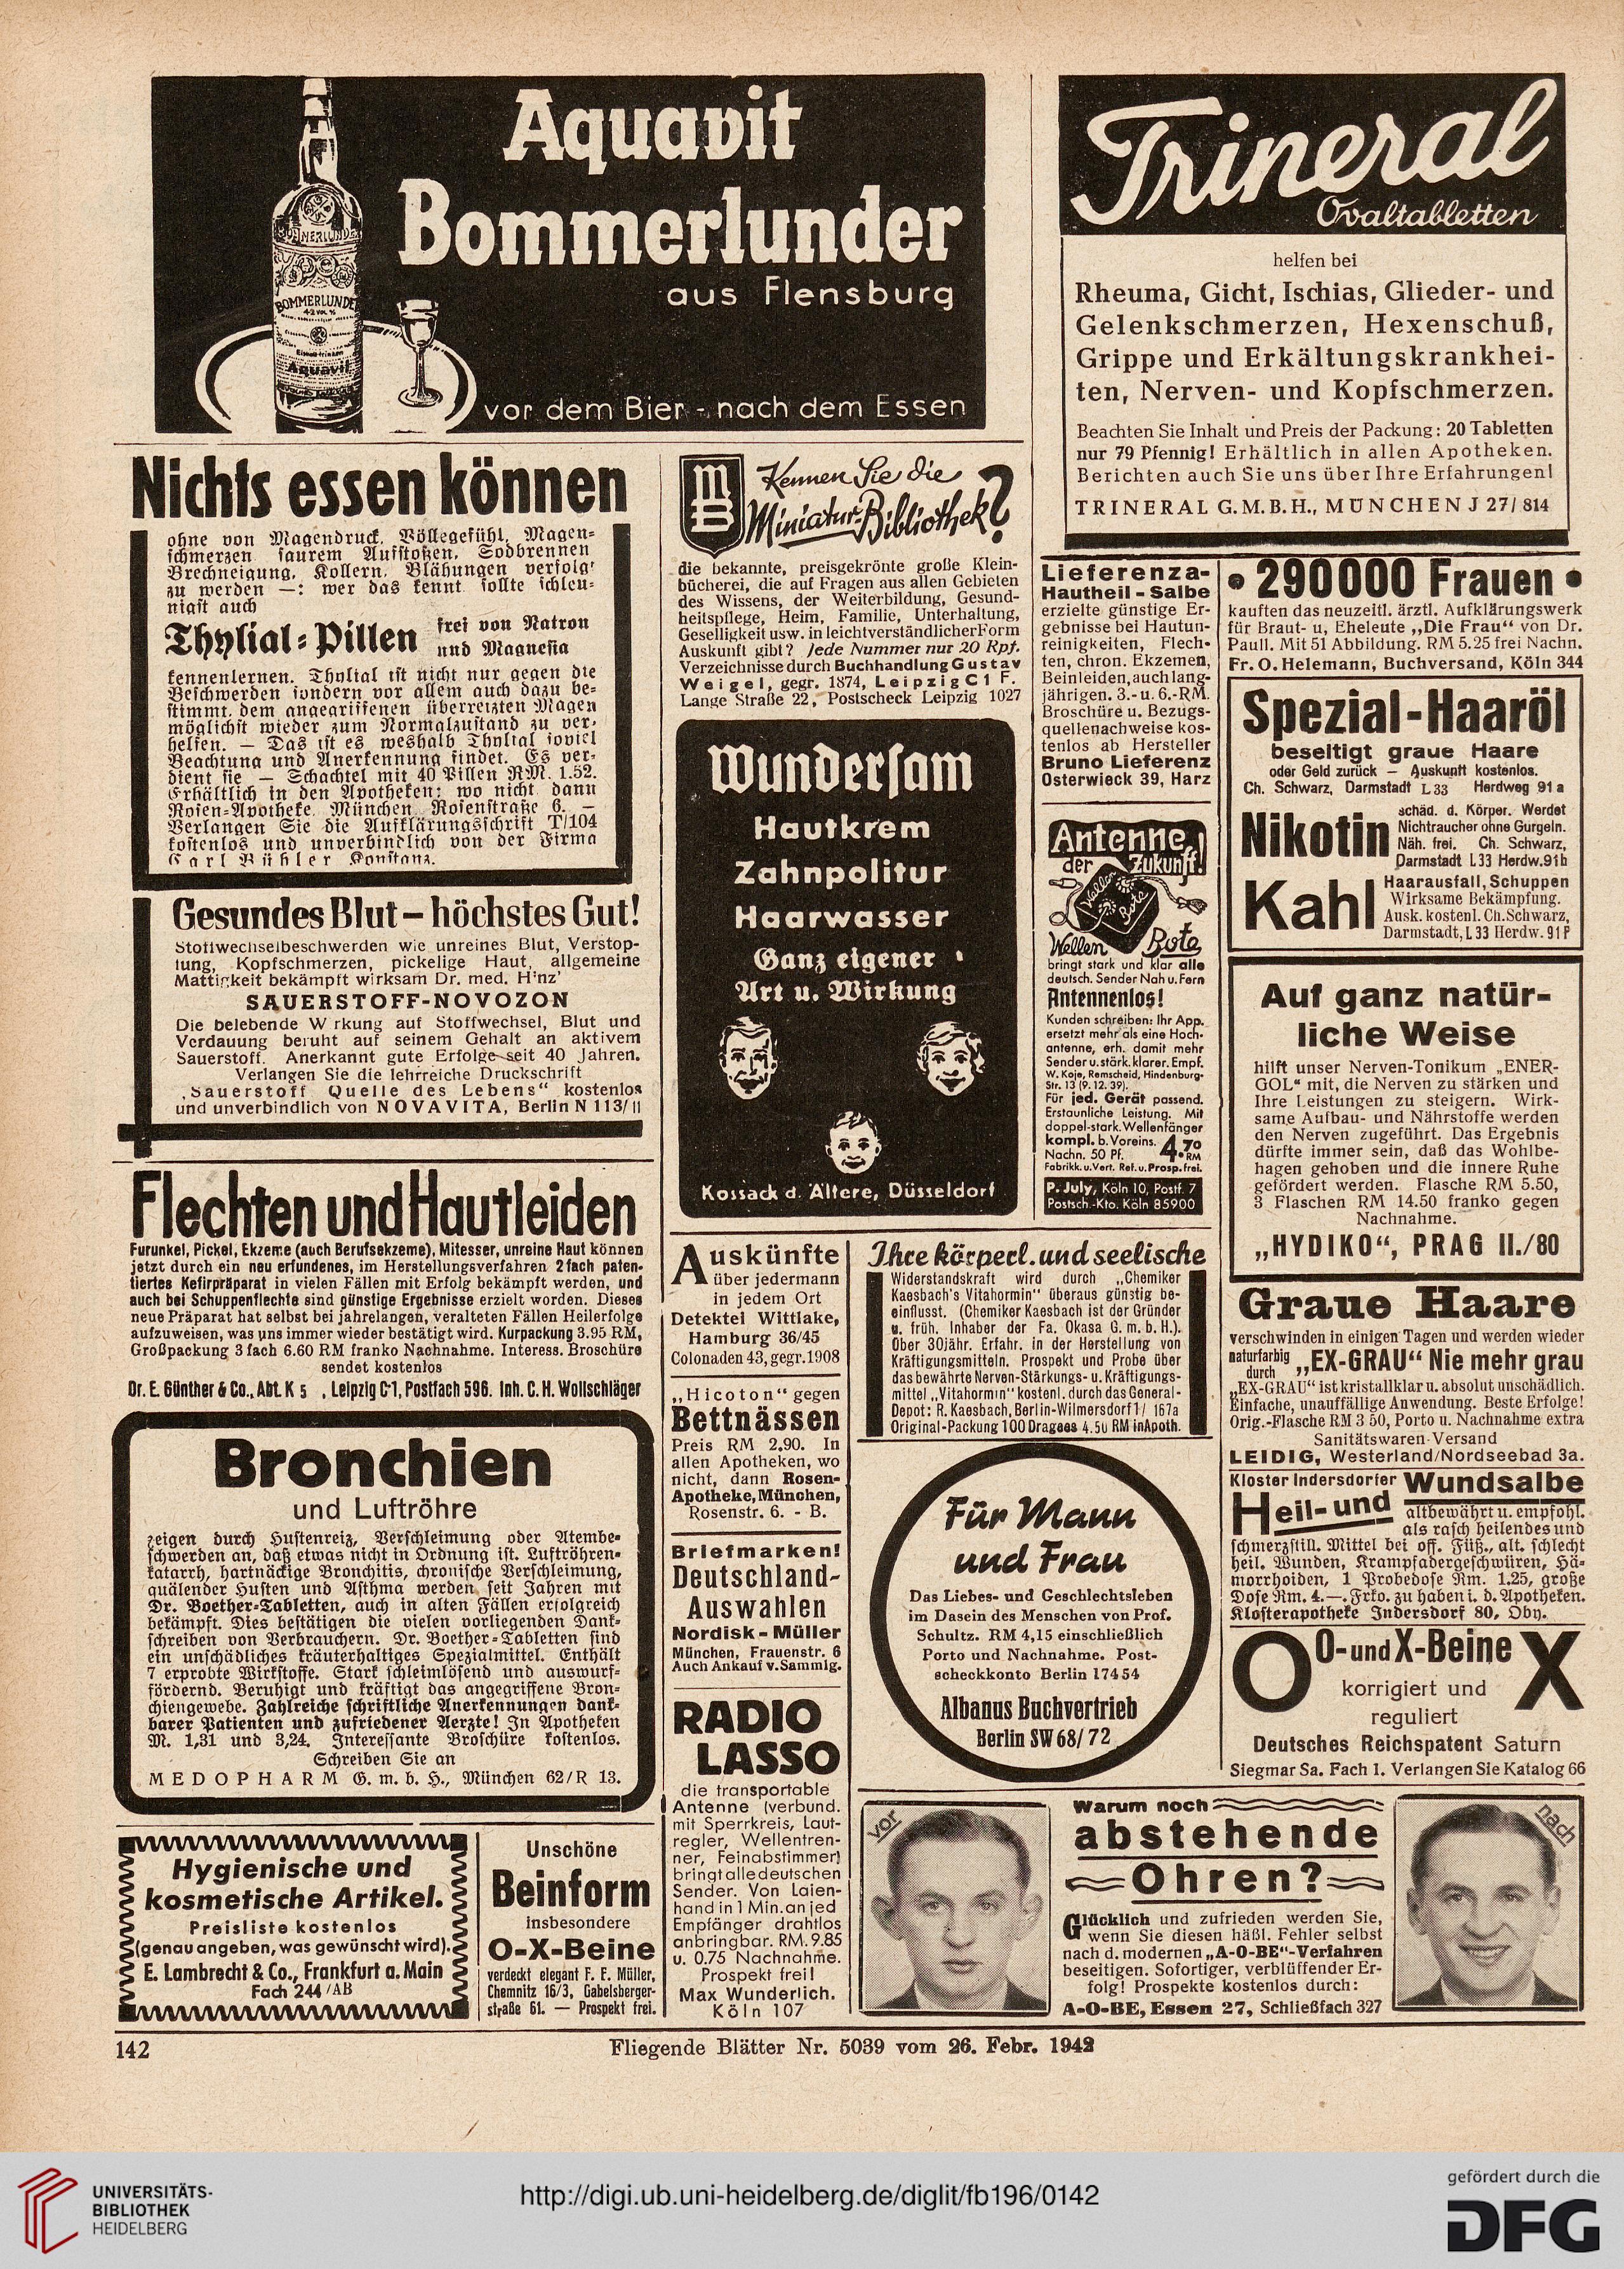 Aquavit
Bommerlunder
aus Flensburg
BOMMERLUNDER
42 VOL %
Aquavit
vor dem Bier - nach dem Essen
Trineral
Ovaltabletten
helfen bei
Rheuma, Gicht, Ischias, Glieder- und
Gelenkschmerzen, Hexenschuß,
Grippe und Erkältungskrankhei-
ten, Nerven- und Kopfschmerzen.
Beachten Sie Inhalt und Preis der Packung: 20 Tabletten
nur 79 Pfennig! Erhältlich in allen Apotheken.
Berichten auch Sie uns über Ihre Erfahrungen!
TRINERAL G.M.B.H., MÜNCHEN J 27/814
Nichts essen können
ohne von Magendruck, Völlegefühl, Magen-
schmerzen saurem Aufstoßen, Sodbrennen
Brechneigung, Kollern, Blähungen verfolgt
zu werden —: wer das kennt sollte schleu-
nigst auch
Thylial-Pillen frei von Natron
und Magnesia
kennenlernen. Thylial ist nicht nur gegen die
Beschwerden sondern vor allem auch dazu be-
stimmt, dem angegriffenen überreizten Magen
möglichst wieder zum Normalzustand zu ver-
helfen. — Das ist es weshalb Thylial soviel
Beachtung und Anerkennung findet. Es ver-
dient sie — Schachtel mit 40 Pillen RM. 1.52.
Erhältlich in den Apotheken; wo nicht dann
Rosen-Apotheke München Rosenstraße 6. —
Verlangen Sie die Aufklärungsschrift T/104
kostenlos und unverbindlich von der Firma
Karl Bühler Konstanz.
Gesundes Blut – höchstes Gut!
Stoffwechselbeschwerden wie unreines Blut, Verstop-
fung, Kopfschmerzen, pickelige Haut, allgemeine
Mattigkeit bekämpft wirksam Dr. med. Hinz'
SAUERSTOFF-NOVOZON
Die belebende Wirkung auf Stoffwechsel, Blut und
Verdauung beruht auf seinem Gehalt an aktivem
Sauerstoff. Anerkannt gute Erfolge seit 40 Jahren.
Verlangen Sie die lehrreiche Druckschrift
„Sauerstoff Quelle des Lebens“ kostenlos
und unverbindlich von NOVAVITA, Berlin N 113/11
Flechten und Hautleiden
Furunkel, Pickel, Ekzeme (auch Berufsekzeme), Mitesser, unreine Haut können
jetzt durch ein neu erfundenes, im Herstellungsverfahren 2fach paten-
tiertes Kefirpräparat in vielen Fällen mit Erfolg bekämpft werden, und
auch bei Schuppenflechte sind günstige Ergebnisse erzielt worden. Dieses
neue Präparat hat selbst bei jahrelangen, veralteten Fällen Heilerfolge
aufzuweisen, was uns immer wieder bestätigt wird. Kurpackung 3.95 RM,
Großpackung 3fach 6.60 RM franko Nachnahme. Interess. Broschüre
sendet kostenlos
Dr. E. Günther & Co., Abt. K 5 , Leipzig C1, Postfach 596. Inh. C. H. Wollschläger
Bronchien
und Luftröhre
zeigen durch Hustenreiz, Verschleimung oder Atembe-
schwerden an, daß etwas nicht in Ordnung ist. Luftröhren-
katarrh, hartnäckige Bronchitis, chronische Verschleimung,
quälender Husten und Asthma werden seit Jahren mit
Dr. Boether-Tabletten, auch in alten Fällen erfolgreich
bekämpft. Dies bestätigen die vielen vorliegenden Dank-
schreiben von Verbrauchern. Dr. Boether-Tabletten sind
ein unschädliches kräuterhaltiges Spezialmittel. Enthält
7 erprobte Wirkstoffe. Stark schleimlösend und auswurf-
fördernd. Beruhigt und kräftigt das angegriffene Bron-
chiengewebe. Zahlreiche schriftliche Anerkennungen dank-
barer Patienten und zufriedener Aerzte! In Apotheken
M. 1,31 und 3,24. Interessante Broschüre kostenlos.
Schreiben Sie an
MEDOPHARM G. m. b. H., München 62/R 13.
Hygienische und
kosmetische Artikel.
Preisliste kostenlos
(genau angeben, was gewünscht wird).
E. Lambrecht & Co., Frankfurt a. Main
Fach 244/AB
Unschöne
Beinform
insbesondere
O-X-Beine
verdeckt elegant F. F. Müller,
Chemnitz 16/3, Gabelsberger-
straße 61. — Prospekt frei.
Kennen Sie die
Miniatur-Bibliothek?
die bekannte, preisgekrönte große Klein-
bücherei, die auf Fragen aus allen Gebieten
des Wissens, der Weiterbildung, Gesund-
heitspflege, Heim, Familie, Unterhaltung,
Geselligkeit usw. in leichtverständlicher Form
Auskunft gibt? Jede Nummer nur 20 Rpf.
Verzeichnisse durch Buchhandlung Gustav
Weigel, gegr. 1874, Leipzig C1 F.
Lange Straße 22, Postscheck Leipzig 1027
Wundersam
Hautkrem
Zahnpolitur
Haarwasser
Ganz eigener
Art u. Wirkung
Kossack d. Ältere, Düsseldorf
Auskünfte
über jedermann
in jedem Ort
Detektei Wittlake,
Hamburg 36/45
Colonaden 43, gegr. 1908
„Hicoton“ gegen
Bettnässen
Preis RM 2.90. In
allen Apotheken, wo
nicht, dann Rosen-
Apotheke, München,
Rosenstr. 6. - B.
Briefmarken!
Deutschland-
Auswahlen
Nordisk-Müller
München, Frauenstr. 6
Auch Ankauf v. Sammlg.
RADIO
LASSO
die transportable
Antenne (verbund.
mit Sperrkreis, Laut-
regler, Wellentren-
ner, Feinabstimmer)
bringt alle deutschen
Sender. Von Laien-
hand in 1 Min. an jed
Empfänger drahtlos
anbringbar. RM. 9.85
u. 0.75 Nachnahme.
Prospekt frei!
Max Wunderlich.
Köln 107
Lieferenza-
Hautheil-Salbe
erzielte günstige Er-
gebnisse bei Hautun-
reinigkeiten, Flech-
ten, chron. Ekzemen,
Beinleiden, auch lang-
jährigen. 3.- u. 6.-RM.
Broschüre u. Bezugs-
quellenachweise kos-
tenlos ab Hersteller
Bruno Lieferenz
Osterwieck 39, Harz
Antenne
der Zukunft!
Wellen
Bote
Wellen Bote
bringt stark und klar alle
deutsch. Sender Nah u. Fern
Antennenlos!
Kunden schreiben: Ihr App.
ersetzt mehr als eine Hoch-
antenne, erh. damit mehr
Sender u. stärk. klarer. Empf.
W. Koje, Remscheid, Hindenburg-
Str. 13 (9. 12. 39).
Für jed. Gerät passend.
Erstaunliche Leistung. Mit
doppel-stark. Wellenfänger
kompl. b. Voreins. 4.70
Nachn. 50 Pf. RM
Fabrikk. u. Vert. Ref. u. Prosp. frei.
P. July, Köln 10, Postf. 7
Postsch.-Kto. Köln 85900
Ihre körperl. und seelische
Widerstandskraft wird durch „Chemiker
Kaesbach's Vitahormin“ überaus günstig be-
einflusst. (Chemiker Kaesbach ist der Gründer
u. früh. Inhaber der Fa. Okasa G. m. b. H.).
Über 30jähr. Erfahr. in der Herstellung von
Kräftigungsmitteln. Prospekt und Probe über
das bewährte Nerven-Stärkungs- u. Kräftigungs-
mittel „Vitahormin“ kostenl. durch das General-
Depot: R. Kaesbach, Berlin-Wilmersdorf 1/ 167a
Original-Packung 100 Dragees 4.50 RM in Apoth.
Für Mann
und Frau
Das Liebes- und Geschlechtsleben
im Dasein des Menschen von Prof.
Schultz. RM 4,15 einschließlich
Porto und Nachnahme. Post-
scheckkonto Berlin 17454
Albanus Buchvertrieb
Berlin SW 68/72
290000 Frauen
kauften das neuzeitl. ärztl. Aufklärungswerk
für Braut- u, Eheleute „Die Frau“ von Dr.
Paull. Mit 51 Abbildung. RM 5.25 frei Nachn.
Fr. O. Helemann, Buchversand, Köln 344
Spezial-Haaröl
beseitigt graue Haare
oder Geld zurück — Auskunft kostenlos.
Ch. Schwarz, Darmstadt L 33 Herdweg 91 a
Nikotin
schäd. d. Körper. Werdet
Nichtraucher ohne Gurgeln.
Näh. frei. Ch. Schwarz,
Darmstadt L33 Herdw. 91b
Kahl
Haarausfall, Schuppen
Wirksame Bekämpfung.
Ausk. kostenl. Ch. Schwarz,
Darmstadt, L 33 Herdw. 91 F
Auf ganz natür-
liche Weise
hilft unser Nerven-Tonikum „ENER-
GOL“ mit, die Nerven zu stärken und
Ihre Leistungen zu steigern. Wirk-
same Aufbau- und Nährstoffe werden
den Nerven zugeführt. Das Ergebnis
dürfte immer sein, daß das Wohlbe-
hagen gehoben und die innere Ruhe
gefördert werden. Flasche RM 5.50,
3 Flaschen RM 14.50 franko gegen
Nachnahme.
„HYDIKO“, PRAG II./80
Graue Haare
verschwinden in einigen Tagen und werden wieder
naturfarbig durch „EX-GRAU“ Nie mehr grau
„EX-GRAU“ ist kristallklar u. absolut unschädlich.
Einfache, unauffällige Anwendung. Beste Erfolge!
Orig.-Flasche RM 3 50, Porto u. Nachnahme extra
Sanitätswaren-Versand
LEIDIG, Westerland/Nordseebad 3a.
Kloster Indersdorfer Wundsalbe
Heil- und
altbewährt u. empfohl.
als rasch heilendes und
schmerzstill. Mittel bei off. Füß., alt. schlecht
heil. Wunden, Krampfadergeschwüren, Hä-
morrhoiden, 1 Probedose Rm. 1.25, große
Dose Rm. 4.—. Frko. zu haben i. d. Apotheken.
Klosterapotheke Indersdorf 80, Oby.
O O- und X-Beine X
korrigiert und
reguliert
Deutsches Reichspatent Saturn
Siegmar Sa. Fach 1. Verlangen Sie Katalog 66
vor
Warum noch
abstehende
Ohren?
Glücklich und zufrieden werden Sie,
wenn Sie diesen häßl. Fehler selbst
nach d. modernen „A-O-BE“-Verfahren
beseitigen. Sofortiger, verblüffender Er-
folg! Prospekte kostenlos durch:
A-O-BE, Essen 27, Schließfach 327
nach
142
Fliegende Blätter Nr. 5039 vom 26. Febr. 1942
UNIVERSITÄTS-
BIBLIOTHEK
HEIDELBERG
http://digi.ub.uni-heidelberg.de/diglit/fb196/0142
gefördert durch die
DFG